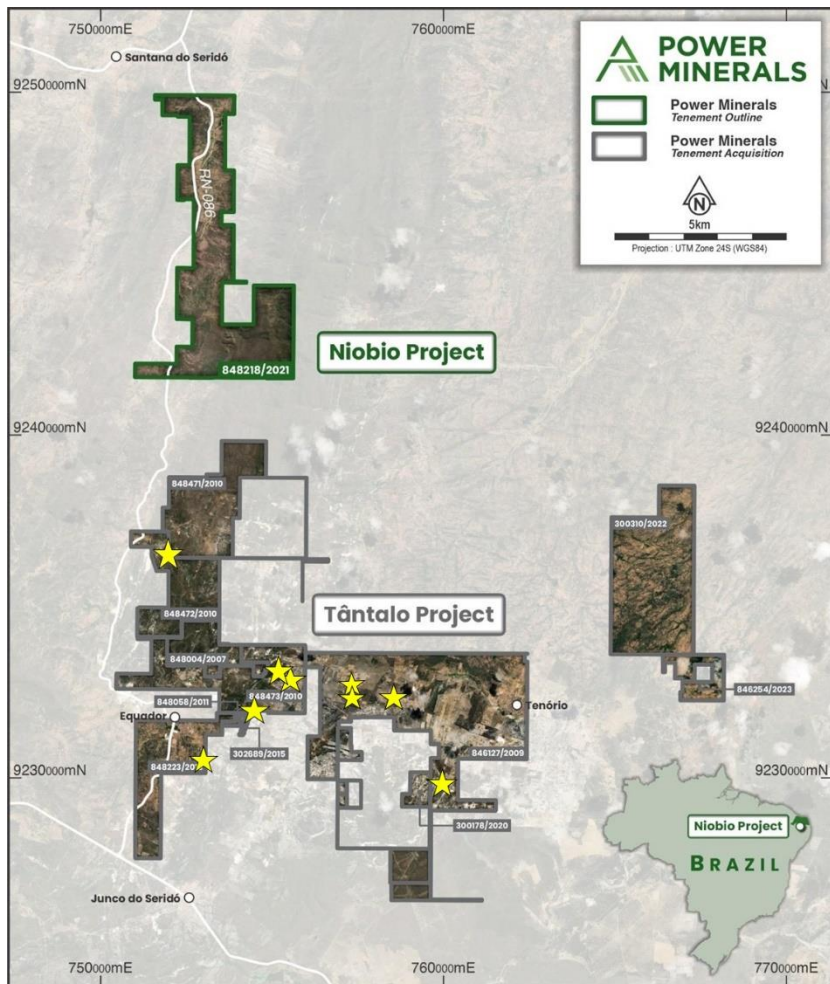 750000mE
760000mE
Santana do Seridó
9250000mN
RN-086
POWER
MINERALS
Power Minerals
Tenement Outline
Power Minerals
Tenement Acquisition
N
5km
Projection : UTM Zone 24S (WGS84)
Niobio Project
848218/2021
9240000mN
9240000mN
848471/2010
300310/2022
848472/2010
Tântalo Project
848004/2007
848473/2010
846254/2023
848058/2011
Equador
Tenório
302689/2015
846127/2009
9230000mN
9230000mN
300178/2020
Niobio Project
BRAZIL
Junco do Seridó
750000mE
760000mE
770000mE